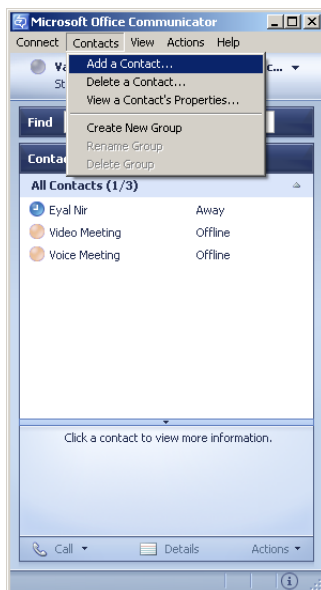 Microsoft Office Communicator
Connect Contacts View Actions Help
Add a Contact...
Delete a Contact...
View a Contact's Properties...
Create New Group
Rename Group
Delete Group
Find
All Contacts (1/3)
Eyal Nir Away
Video Meeting Offline
Voice Meeting Offline
Click a contact to view more information.
Call Details Actions